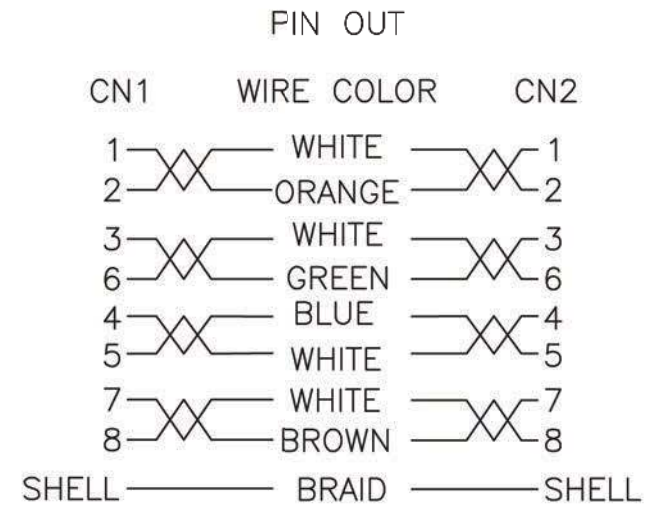 PIN OUT
CN1 WIRE COLOR CN2
1 WHITE 1
2 ORANGE 2
3 WHITE 3
6 GREEN 6
4 BLUE 4
5 WHITE 5
7 WHITE 7
8 BROWN 8
SHELL BRAID SHELL